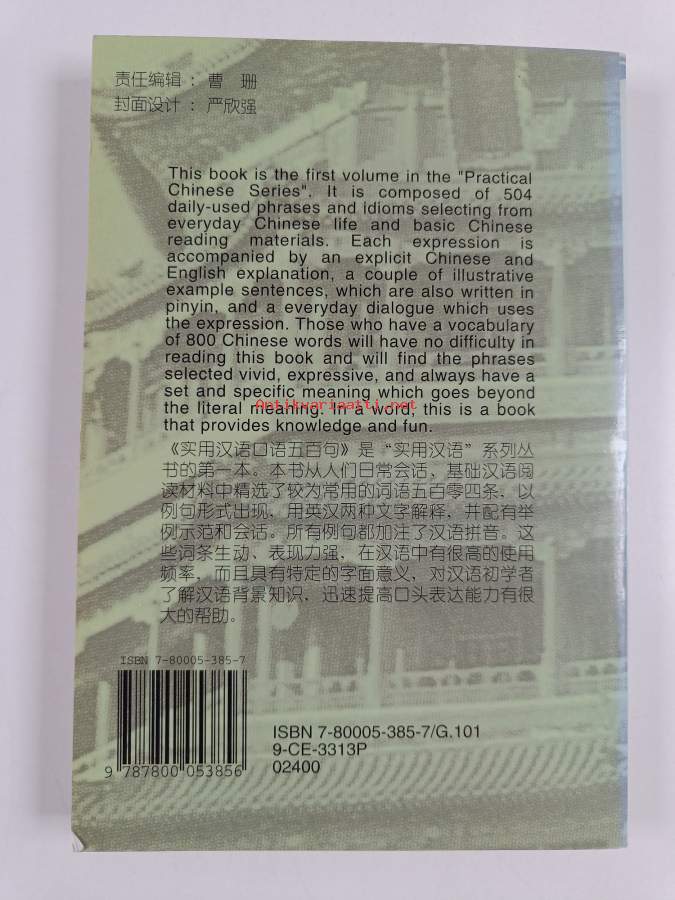 责任编辑：曹 珊
封面设计：严欣强
This book is the first volume in the "Practical
Chinese Series". It is composed of 504
daily-used phrases and idioms selecting from
everyday Chinese life and basic Chinese
reading materials. Each expression is
accompanied by an explicit Chinese and
English explanation, a couple of illustrative
example sentences, which are also written in
pinyin, and a everyday dialogue which uses
the expression. Those who have a vocabulary
of 800 Chinese words will have no difficulty in
reading this book and will find the phrases
selected vivid, expressive, and always have a
set and specific meaning which goes beyond
the literal meaning. In a word, this is a book
Antikvariaatti.net
that provides knowledge and fun.
《实用汉语口语五百句》是“实用汉语”系列丛
书的第一本。本书从人们日常会话，基础汉语阅
读材料中精选了较为常用的词语五百零四条，以
例句形式出现，用英汉两种文字解释，并配有举
例示范和会话。所有例句都加注了汉语拼音。这
些词条生动、表现力强，在汉语中有很高的使用
频率，而且具有特定的字面意义，对汉语初学者
了解汉语背景知识，迅速提高口头表达能力有很
大的帮助。
ISBN 7-80005-385-7
9 787800 053856
ISBN 7-80005-385-7/G.101
9-CE-3313P
02400